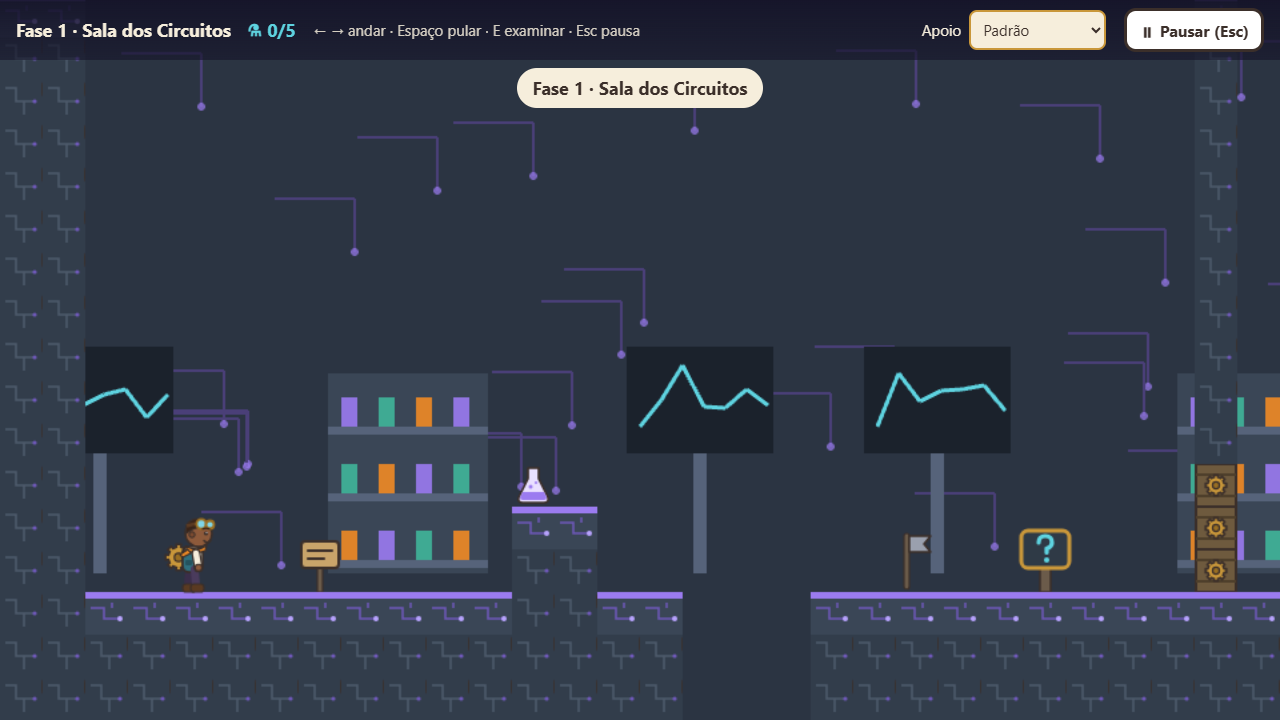 Fase 1 · Sala dos Circuitos 0/5 ← → andar · Espaço pular · E examinar · Esc pausa Apoio Padrão Pausar (Esc)
Fase 1 · Sala dos Circuitos
?